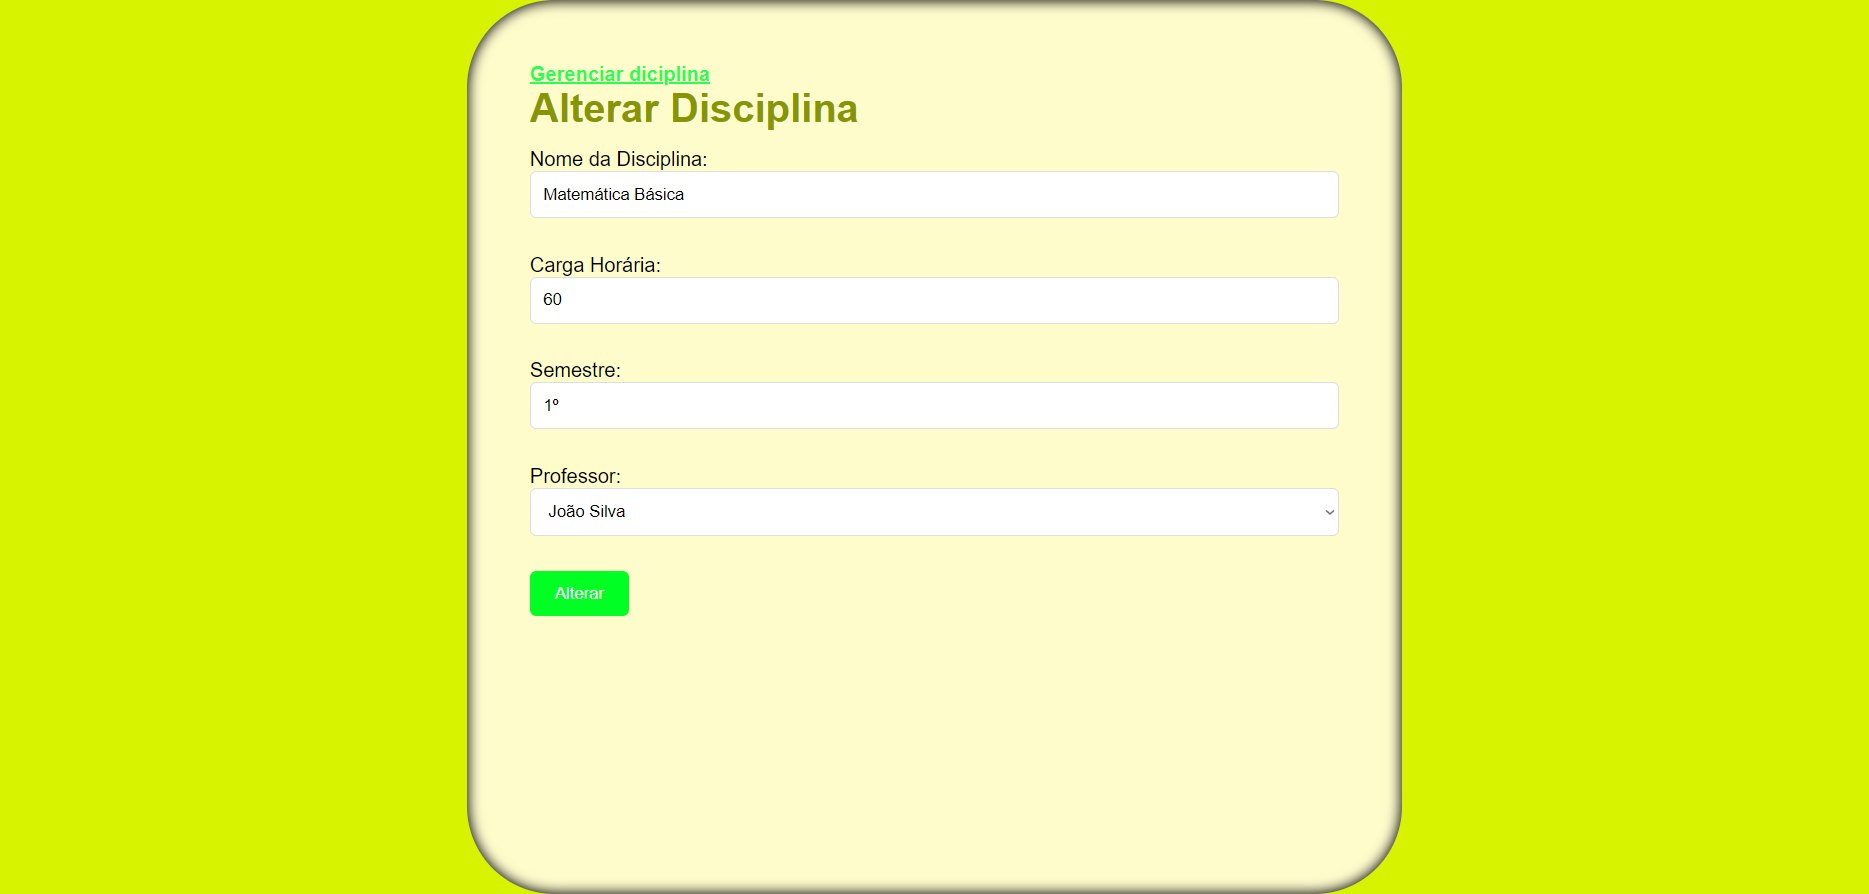 Gerenciar diciplina
Alterar Disciplina
Nome da Disciplina:
Matemática Básica
Carga Horária:
60
Semestre:
1º
Professor:
João Silva
Alterar